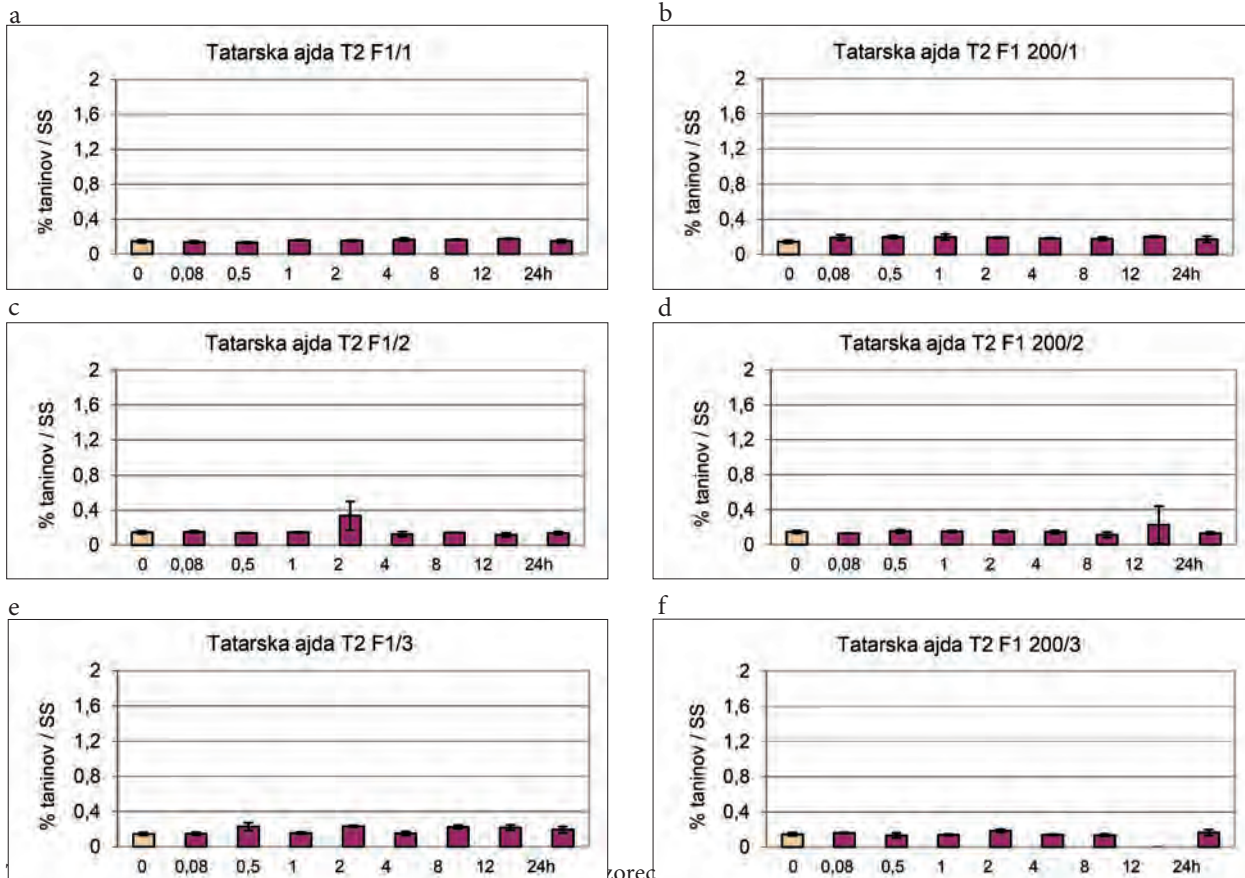 a
Tatarska ajda T2 F1/1
% taninov / SS
2
1,6
1,2
0,8
0,4
0
0 0,08 0,5 1 2 4 8 12 24h
b
Tatarska ajda T2 F1 200/1
% taninov / SS
2
1,6
1,2
0,8
0,4
0
0 0,08 0,5 1 2 4 8 12 24h
c
Tatarska ajda T2 F1/2
% taninov / SS
2
1,6
1,2
0,8
0,4
0
0 0,08 0,5 1 2 4 8 12 24h
d
Tatarska ajda T2 F1 200/2
% taninov / SS
2
1,6
1,2
0,8
0,4
0
0 0,08 0,5 1 2 4 8 12 24h
e
Tatarska ajda T2 F1/3
% taninov / SS
2
1,6
1,2
0,8
0,4
0
0 0,08 0,5 1 2 4 8 12 24h
f
Tatarska ajda T2 F1 200/3
% taninov / SS
2
1,6
1,2
0,8
0,4
0
0 0,08 0,5 1 2 4 8 12 24h